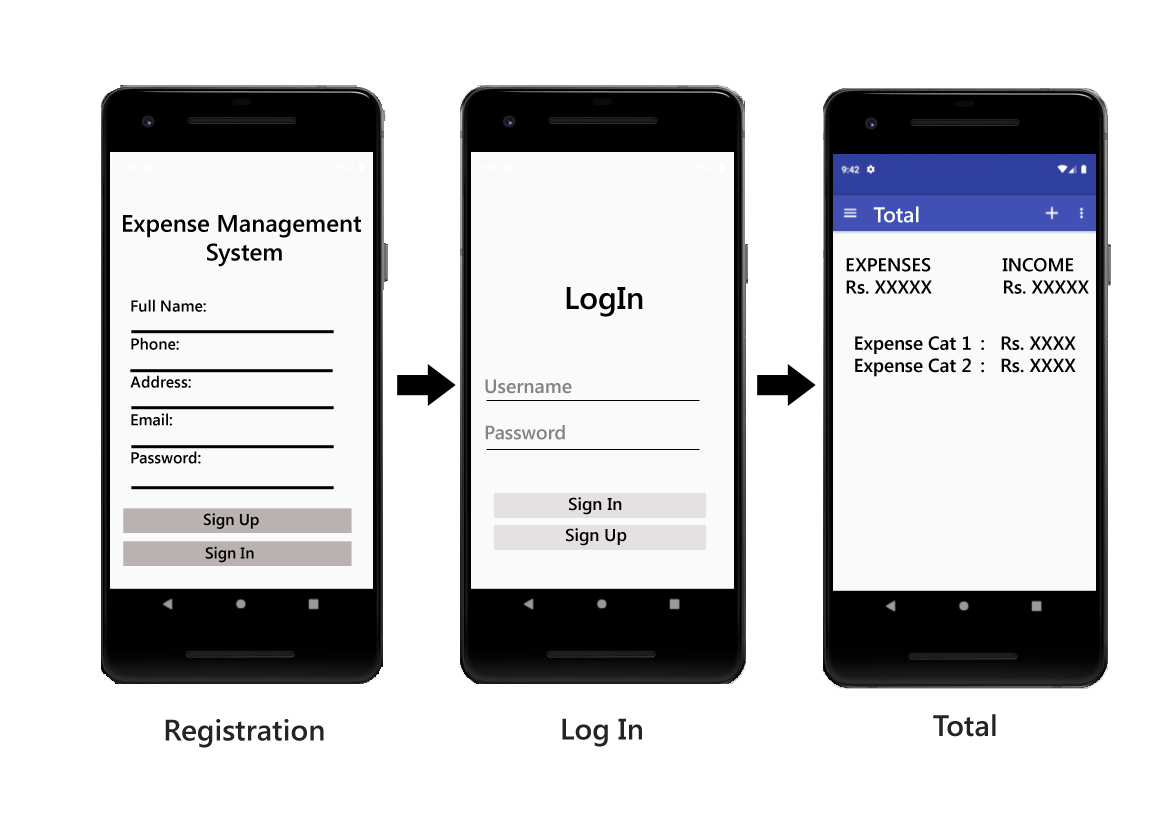 Expense Management
System
Full Name:
Phone:
Address:
Email:
Password:
Sign Up
Sign In
Registration
LogIn
Username
Password
Sign In
Sign Up
Log In
9:42
Total
EXPENSES INCOME
Rs. XXXXX Rs. XXXXX
Expense Cat 1 : Rs. XXXX
Expense Cat 2 : Rs. XXXX
Total